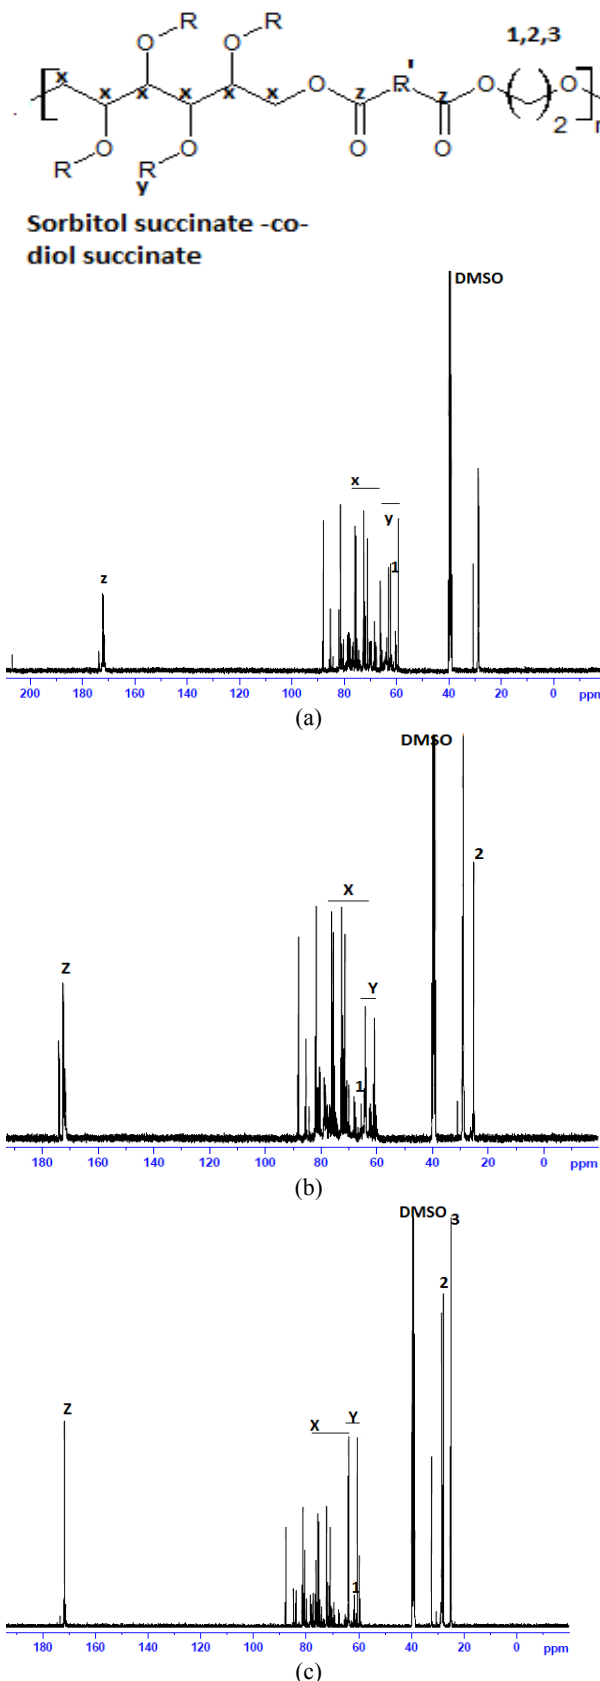 R R
O O
1,2,3
x x x x x x O z R' z O ( ) O
2 n
O O O O
R R
y
Sorbitol succinate -co-
diol succinate
DMSO
x
y
1
z
200 180 160 140 120 100 80 60 40 20 0 ppm
(a)
DMSO
2
X
Z
Y
1
180 160 140 120 100 80 60 40 20 0 ppm
(b)
DMSO
3
2
Z
Y
X
1
180 160 140 120 100 80 60 40 20 0 ppm
(c)